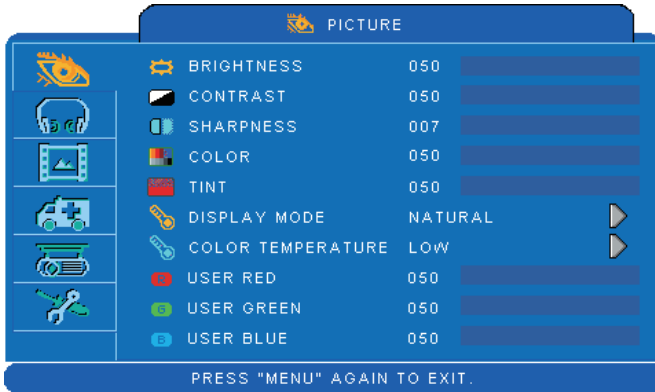 PICTURE
BRIGHTNESS 050
CONTRAST 050
SHARPNESS 007
COLOR 050
TINT 050
DISPLAY MODE NATURAL
COLOR TEMPERATURE LOW
R USER RED 050
G USER GREEN 050
B USER BLUE 050
PRESS "MENU" AGAIN TO EXIT.